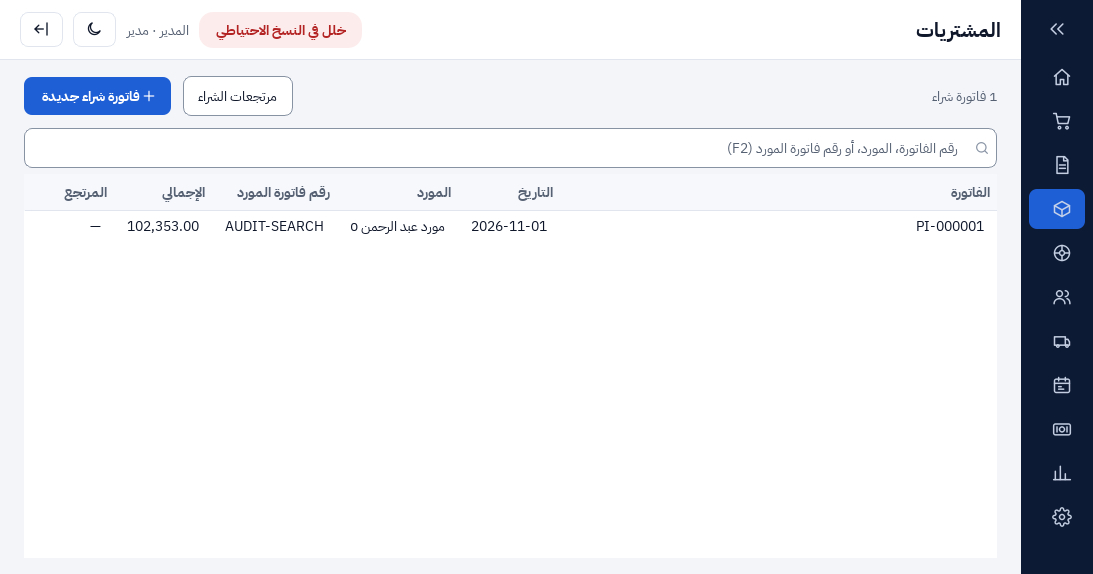 المشتريات
خلل في النسخ الاحتياطي
المدير · مدير
1 فاتورة شراء
مرتجعات الشراء
+ فاتورة شراء جديدة
رقم الفاتورة، المورد، أو رقم فاتورة المورد (F2)
الفاتورة التاريخ المورد رقم فاتورة المورد الإجمالي المرتجع
PI-000001 2026-11-01 مورد عبد الرحمن o AUDIT-SEARCH 102,353.00 —